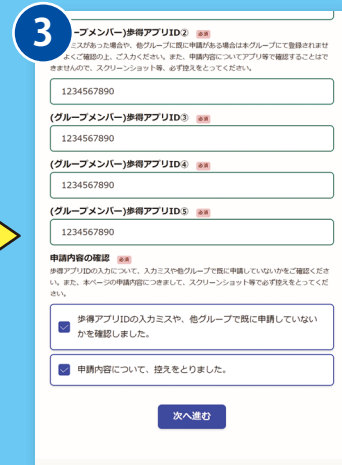 3
ープメンバー)歩得アプリID② 必須
ミスがあった場合や、他グループに既に申請がある場合は本グループにて登録されませ
よくご確認の上、ご入力ください。また、申請内容についてアプリ等で確認することはで
きませんので、スクリーンショット等、必ず控えをとってください。
1234567890
(グループメンバー)歩得アプリID③ 必須
1234567890
(グループメンバー)歩得アプリID④ 必須
1234567890
(グループメンバー)歩得アプリID⑤ 必須
1234567890
申請内容の確認 必須
歩得アプリIDの入力について、入力ミスや他グループで既に申請していないかをご確認くださ
い。また、本ページの申請内容につきまして、スクリーンショット等で必ず控えをとってくだ
さい。
歩得アプリIDの入力ミスや、他グループで既に申請していない
かを確認しました。
申請内容について、控えをとりました。
次へ進む